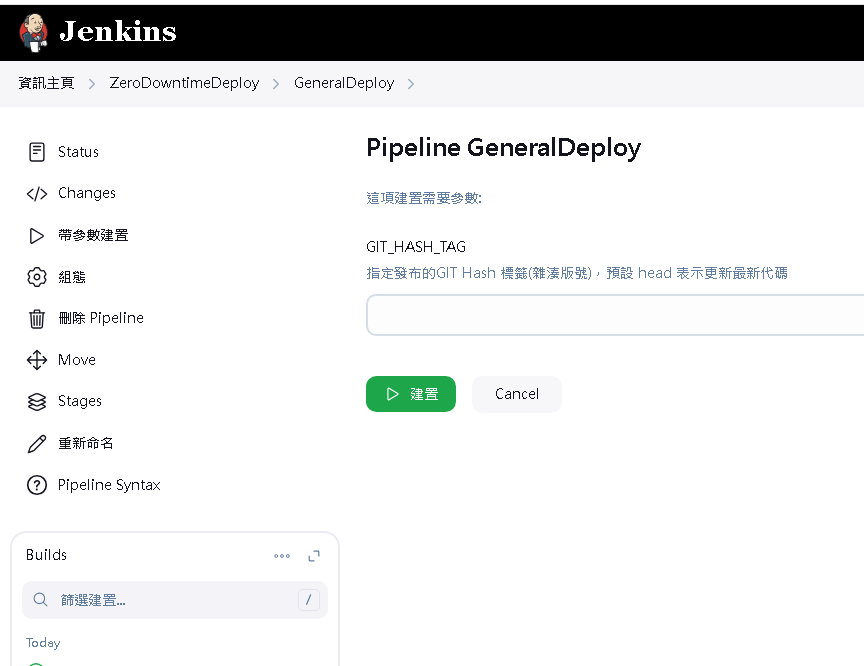 Jenkins
資訊主頁 > ZeroDowntimeDeploy > GeneralDeploy >
Status
Changes
帶參數建置
組態
刪除 Pipeline
Move
Stages
重新命名
Pipeline Syntax
Builds
篩選建置... /
Today
Pipeline GeneralDeploy
這項建置需要參數:
GIT_HASH_TAG
指定發布的GIT Hash 標籤(雜湊版號)，預設 head 表示更新最新代碼
建置
Cancel